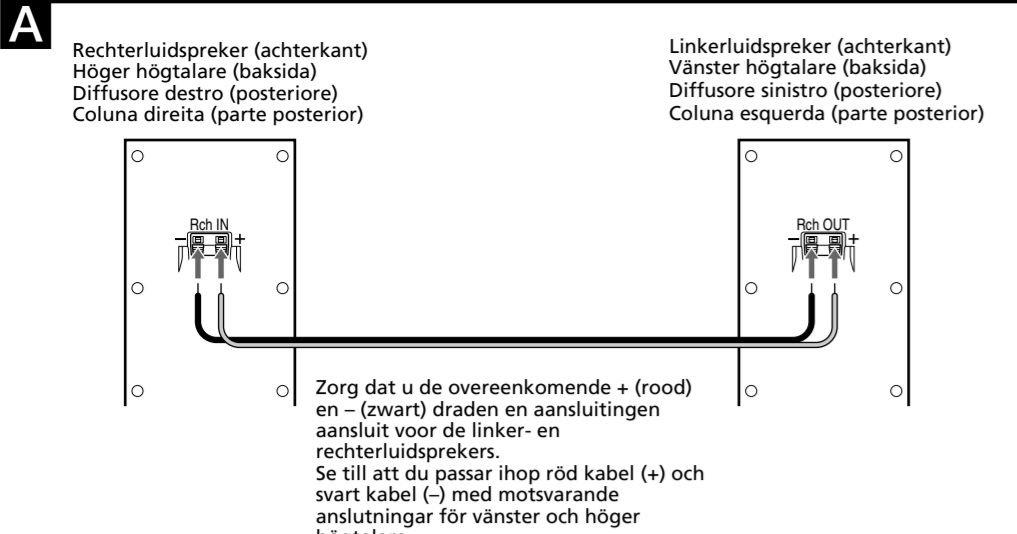 A
Rechterluidspreker (achterkant)
Höger högtalare (baksida)
Diffusore destro (posteriore)
Coluna direita (parte posterior)
Linkerluidspreker (achterkant)
Vänster högtalare (baksida)
Diffusore sinistro (posteriore)
Coluna esquerda (parte posterior)
Rch IN
– +
Rch OUT
– +
Zorg dat u de overeenkomende + (rood)
en – (zwart) draden en aansluitingen
aansluit voor de linker- en
rechterluidsprekers.
Se till att du passar ihop röd kabel (+) och
svart kabel (–) med motsvarande
anslutningar för vänster och höger